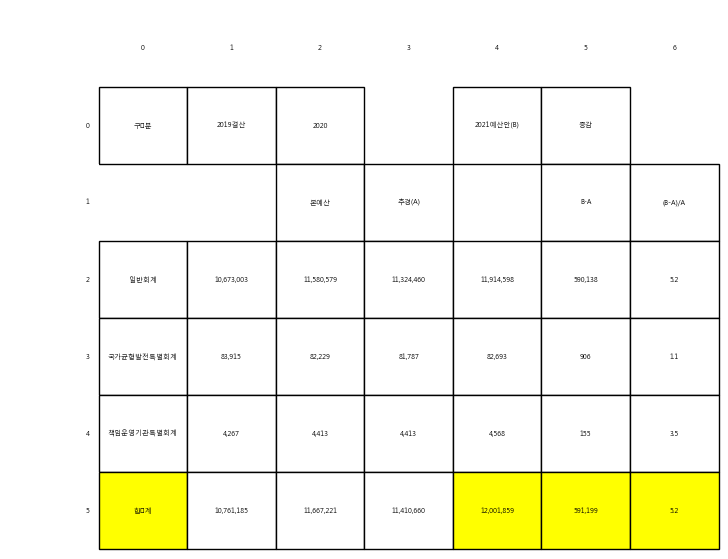 0 1 2 3 4 5 6
0 구분 2019결산 2020 2021예산안(B) 증감
1 본예산 추경(A) B-A (B-A)/A
2 일반회계 10,673,003 11,580,579 11,324,460 11,914,598 590,138 5.2
3 국가균형발전특별회계 83,915 82,229 81,787 82,693 906 1.1
4 책임운영기관특별회계 4,267 4,413 4,413 4,568 155 3.5
5 합계 10,761,185 11,667,221 11,410,660 12,001,859 591,199 5.2